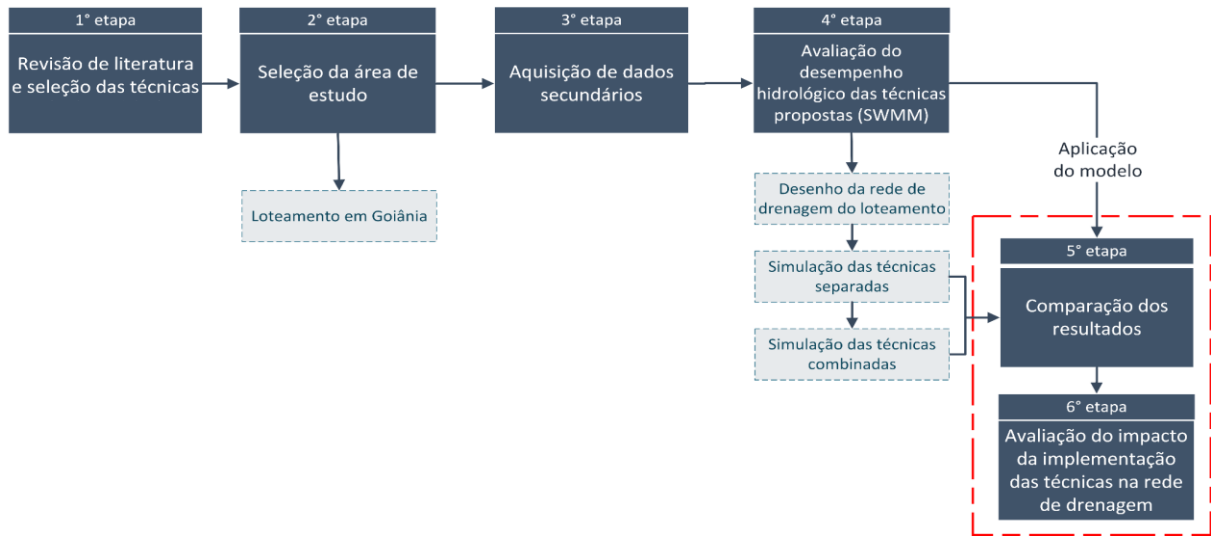 1° etapa
Revisão de literatura
e seleção das técnicas
2° etapa
Seleção da área de
estudo
Loteamento em Goiânia
3° etapa
Aquisição de dados
secundários
4° etapa
Avaliação do
desempenho
hidrológico das técnicas
propostas (SWMM)
Desenho da rede de
drenagem do loteamento
Simulação das técnicas
separadas
Simulação das técnicas
combinadas
Aplicação
do modelo
5° etapa
Comparação dos
resultados
6° etapa
Avaliação do impacto
da implementação
das técnicas na rede
de drenagem